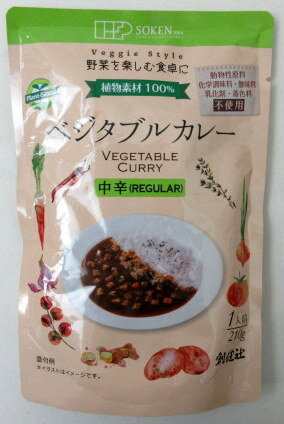 SOKEN
Veggie Style
野菜を楽しむ食卓に
Plant Based
植物素材 100%
動物性原料
化学調味料・酸味料
乳化剤・着色料
不使用
ベジタブルカレー
VEGETABLE
CURRY
中辛(REGULAR)
1人前
210g
盛付例
※イラストはイメージです。
創健社